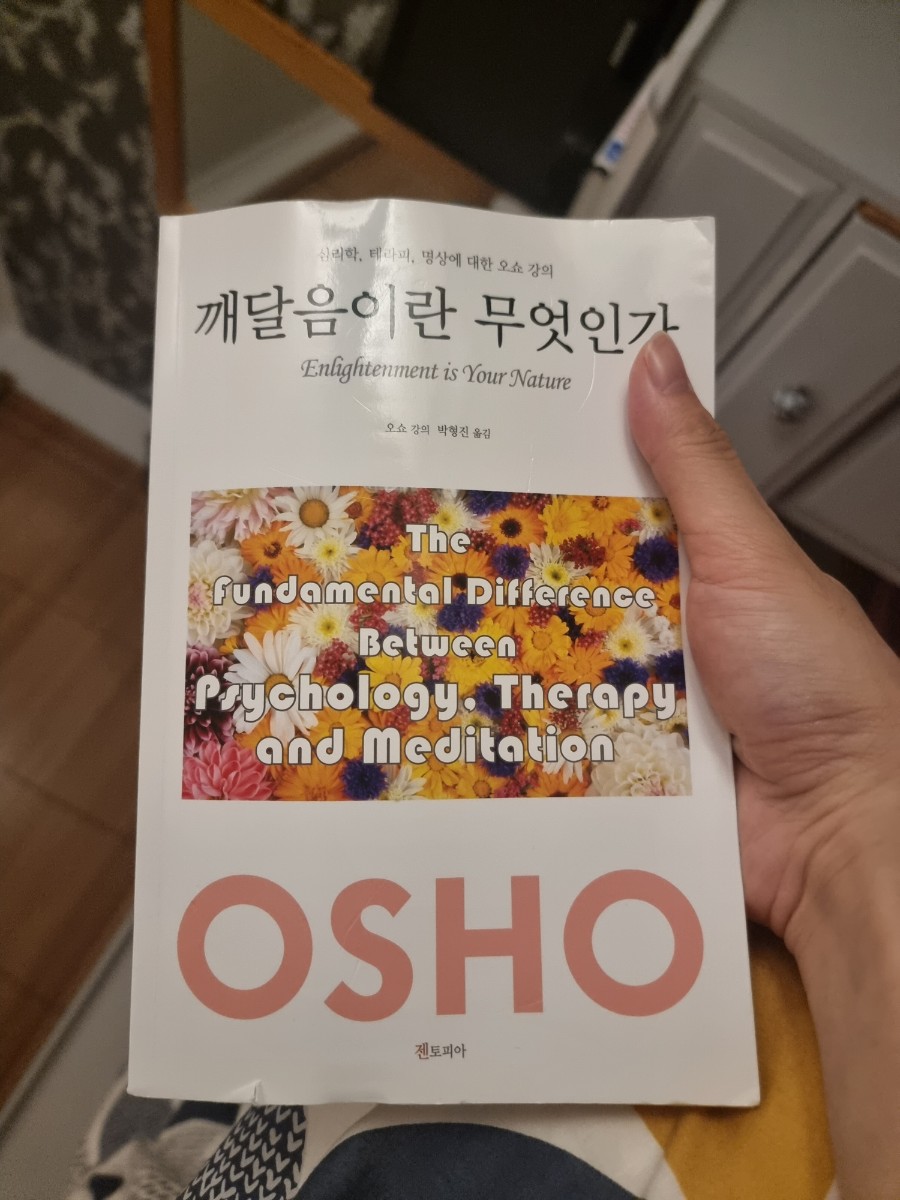 심리학, 테라피, 명상에 대한 오쇼 강의
깨달음이란 무엇인가
Enlightenment is Your Nature
오쇼 강의 박형진 옮김
The
Fundamental Difference
Between
Psychology, Therapy
and Meditation
OSHO
젠토피아